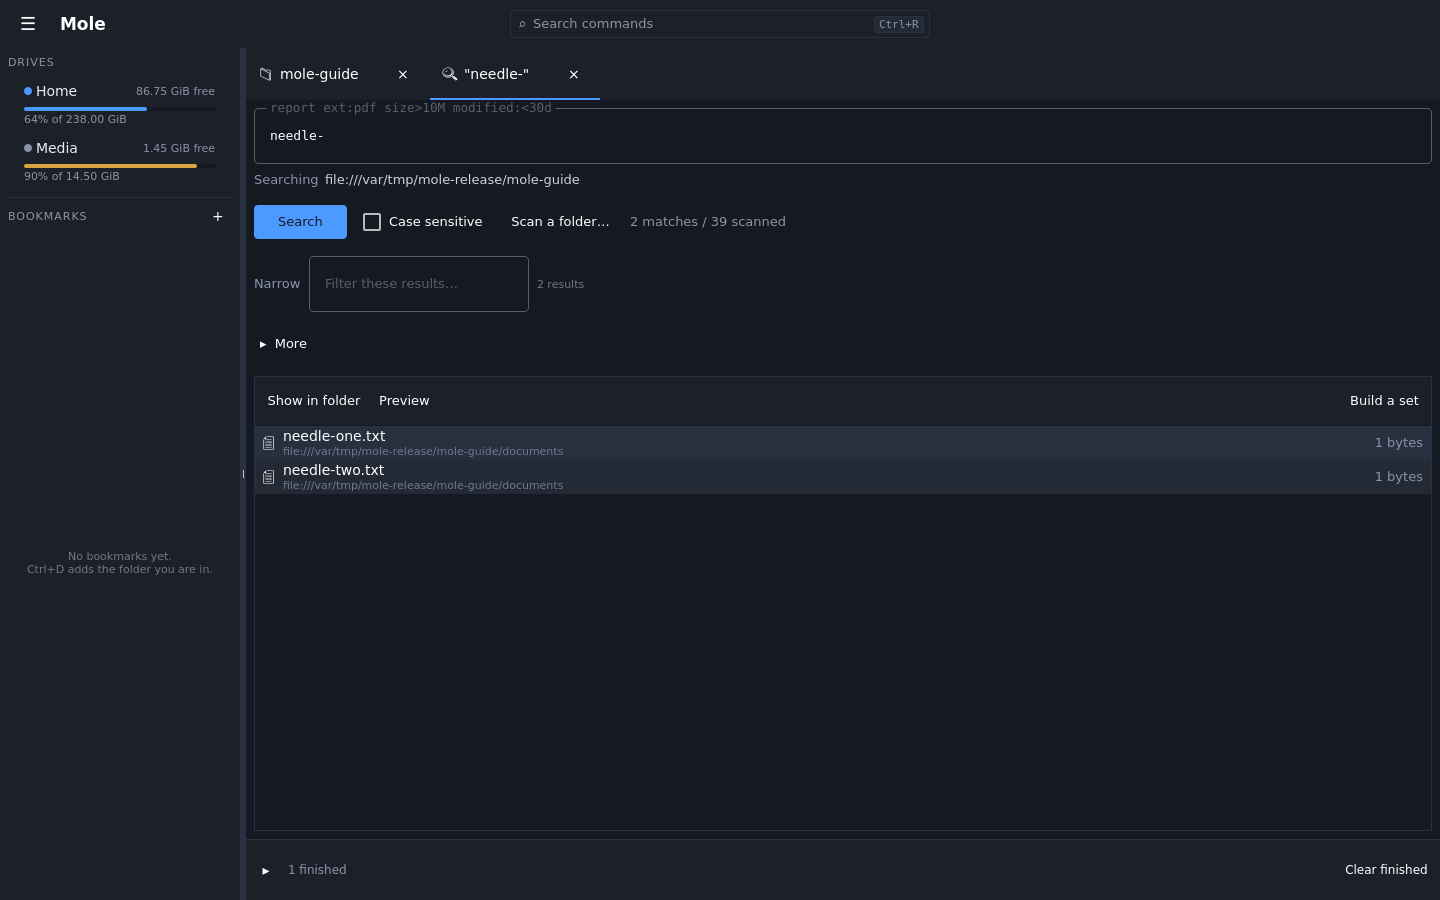 ☰ Mole
Search commands Ctrl+R
DRIVES
Home 86.75 GiB free
64% of 238.00 GiB
Media 1.45 GiB free
90% of 14.50 GiB
BOOKMARKS +
No bookmarks yet.
Ctrl+D adds the folder you are in.
mole-guide × "needle-" ×
report ext:pdf size>10M modified:<30d
needle-
Searching file:///var/tmp/mole-release/mole-guide
Search Case sensitive Scan a folder… 2 matches / 39 scanned
Narrow Filter these results… 2 results
▸ More
Show in folder Preview Build a set
needle-one.txt 1 bytes
file:///var/tmp/mole-release/mole-guide/documents
needle-two.txt 1 bytes
file:///var/tmp/mole-release/mole-guide/documents
▸ 1 finished Clear finished